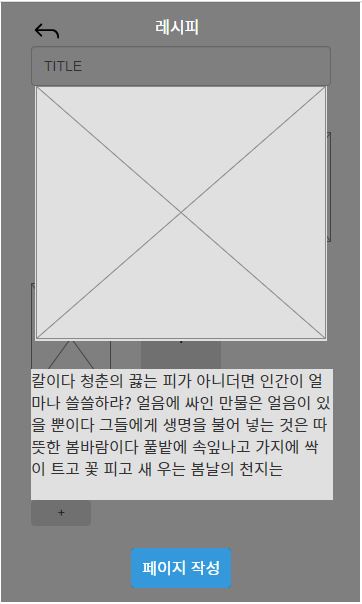 레시피
TITLE
칼이다 청춘의 끓는 피가 아니더면 인간이 얼
마나 쓸쓸하랴? 얼음에 싸인 만물은 얼음이 있
을 뿐이다 그들에게 생명을 불어 넣는 것은 따
뜻한 봄바람이다 풀밭에 속잎나고 가지에 싹
이 트고 꽃 피고 새 우는 봄날의 천지는
+
페이지 작성